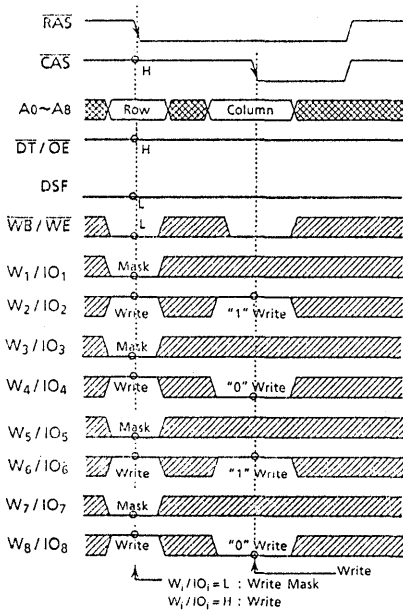 RAS
CAS H
A0~A8 Row Column
DT / OE H
DSF L
WB / WE L
W1 / IO1 Mask
W2 / IO2 Write "1" Write
W3 / IO3 Mask
W4 / IO4 Write "0" Write
W5 / IO5 Mask
W6 / IO6 Write "1" Write
W7 / IO7 Mask
W8 / IO8 Write "0" Write
Write
Wi / IOi = L : Write Mask
Wi / IOi = H : Write